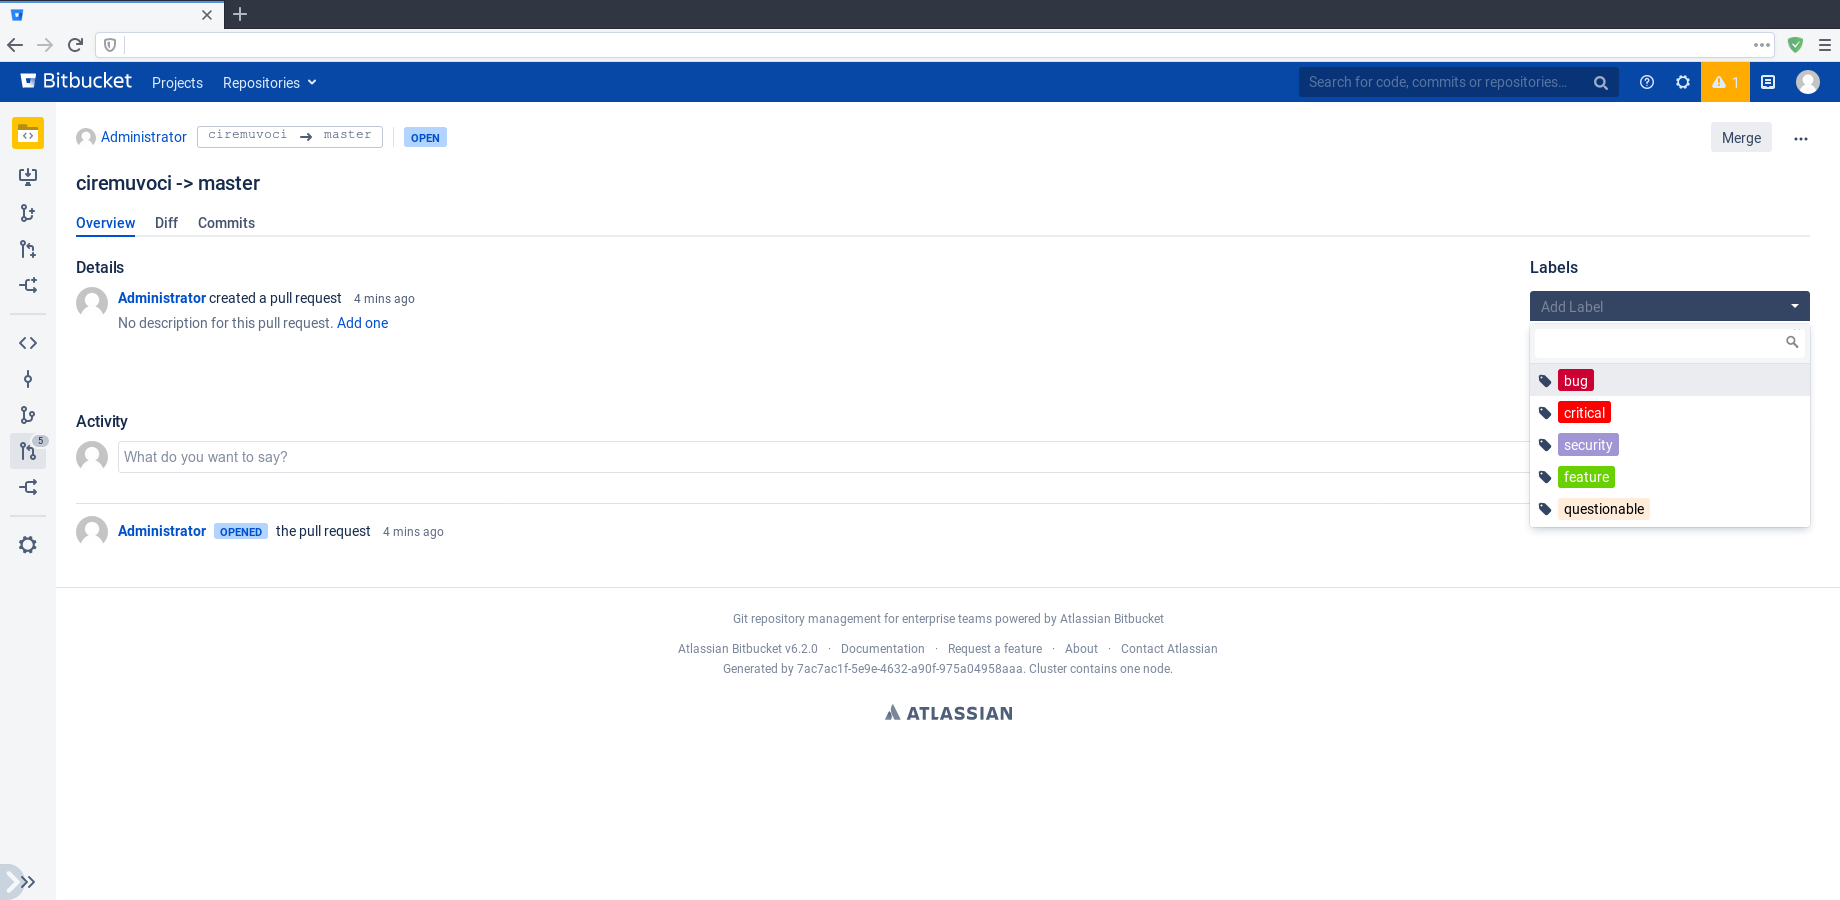 Bitbucket Projects Repositories Search for code, commits or repositories... 1
Administrator ciremuvoci → master OPEN Merge
ciremuvoci -> master
Overview Diff Commits
Details
Administrator created a pull request 4 mins ago
No description for this pull request. Add one
Labels
Add Label
bug
critical
security
feature
questionable
Activity
5
What do you want to say?
Administrator OPENED the pull request 4 mins ago
Git repository management for enterprise teams powered by Atlassian Bitbucket
Atlassian Bitbucket v6.2.0 · Documentation · Request a feature · About · Contact Atlassian
Generated by 7ac7ac1f-5e9e-4632-a90f-975a04958aaa. Cluster contains one node.
ATLASSIAN